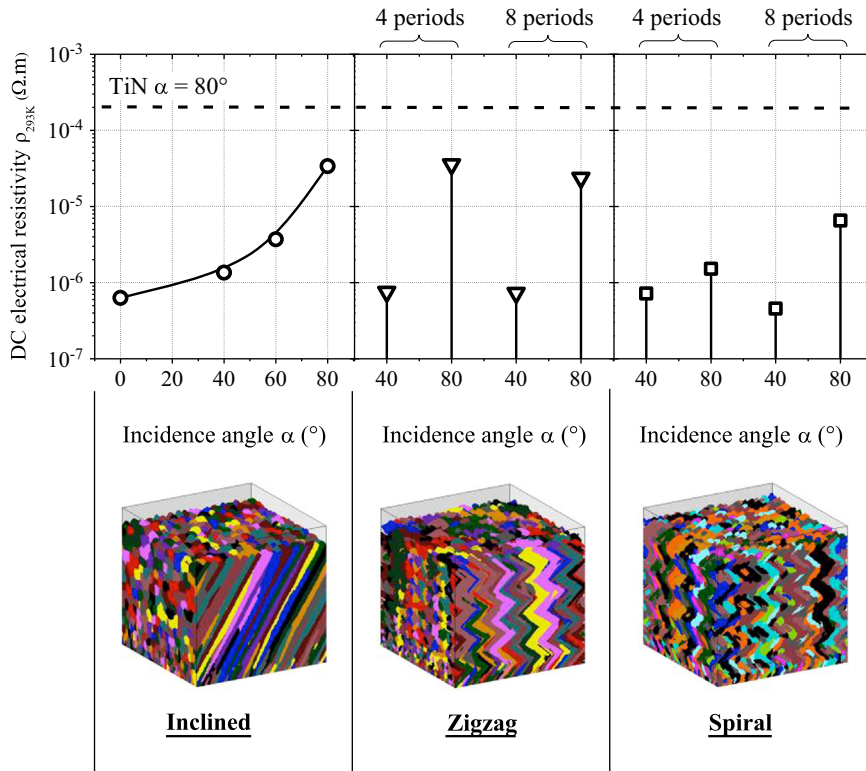 4 periods 8 periods 4 periods 8 periods
DC electrical resistivity ρ293K (Ω.m)
10-3
10-4
10-5
10-6
10-7
TiN α = 80°
0 20 40 60 80 40 80 40 80 40 80 40 80
Incidence angle α (°) Incidence angle α (°) Incidence angle α (°)
Inclined Zigzag Spiral